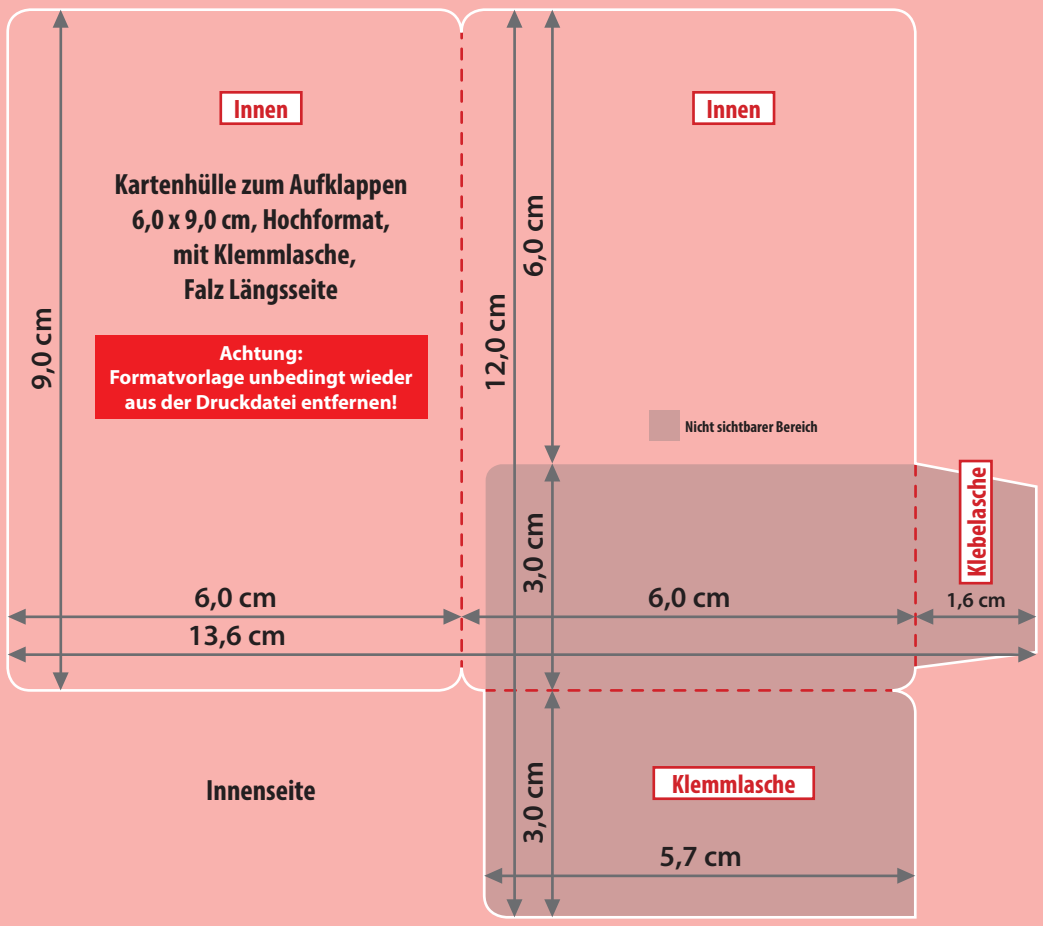 Innen
Innen
Kartenhülle zum Aufklappen
6,0 x 9,0 cm, Hochformat,
mit Klemmlasche,
Falz Längsseite
Achtung:
Formatvorlage unbedingt wieder
aus der Druckdatei entfernen!
9,0 cm
12,0 cm
6,0 cm
Nicht sichtbarer Bereich
Klebelasche
3,0 cm
6,0 cm
6,0 cm
1,6 cm
13,6 cm
Innenseite
3,0 cm
Klemmlasche
5,7 cm